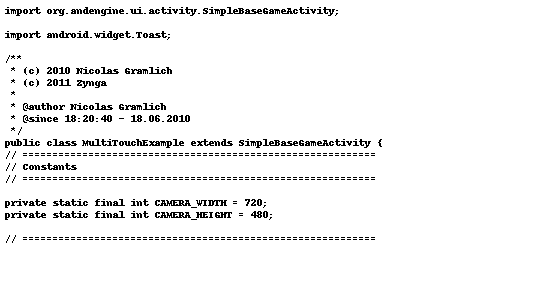 import org.andengine.ui.activity.SimpleBaseGameActivity;
import android.widget.Toast;
/**
 * (c) 2010 Nicolas Gramlich
 * (c) 2011 Zynga
 *
 * @author Nicolas Gramlich
 * @since 18:20:40 - 18.06.2010
 */
public class MultiTouchExample extends SimpleBaseGameActivity {
// ===========================================================
// Constants
// ===========================================================
private static final int CAMERA_WIDTH = 720;
private static final int CAMERA_HEIGHT = 480;
// ===========================================================